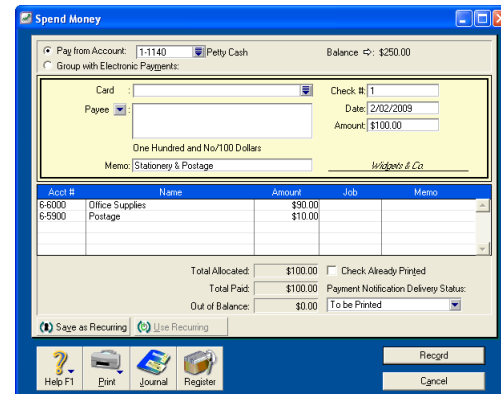 Spend Money
Pay from Account: 1-1140 Petty Cash Balance ⇨: $250.00
Group with Electronic Payments:
Card : Check #: 1
Payee : Date: 2/02/2009
Amount: $100.00
One Hundred and No/100 Dollars
Memo: Stationery & Postage Widgets & Co.
Acct # Name Amount Job Memo
6-6000 Office Supplies $90.00
6-5900 Postage $10.00
Total Allocated: $100.00 Check Already Printed
Total Paid: $100.00 Payment Notification Delivery Status:
Out of Balance: $0.00 To be Printed
Save as Recurring Use Recurring
Help F1 Print Journal Register
Record
Cancel